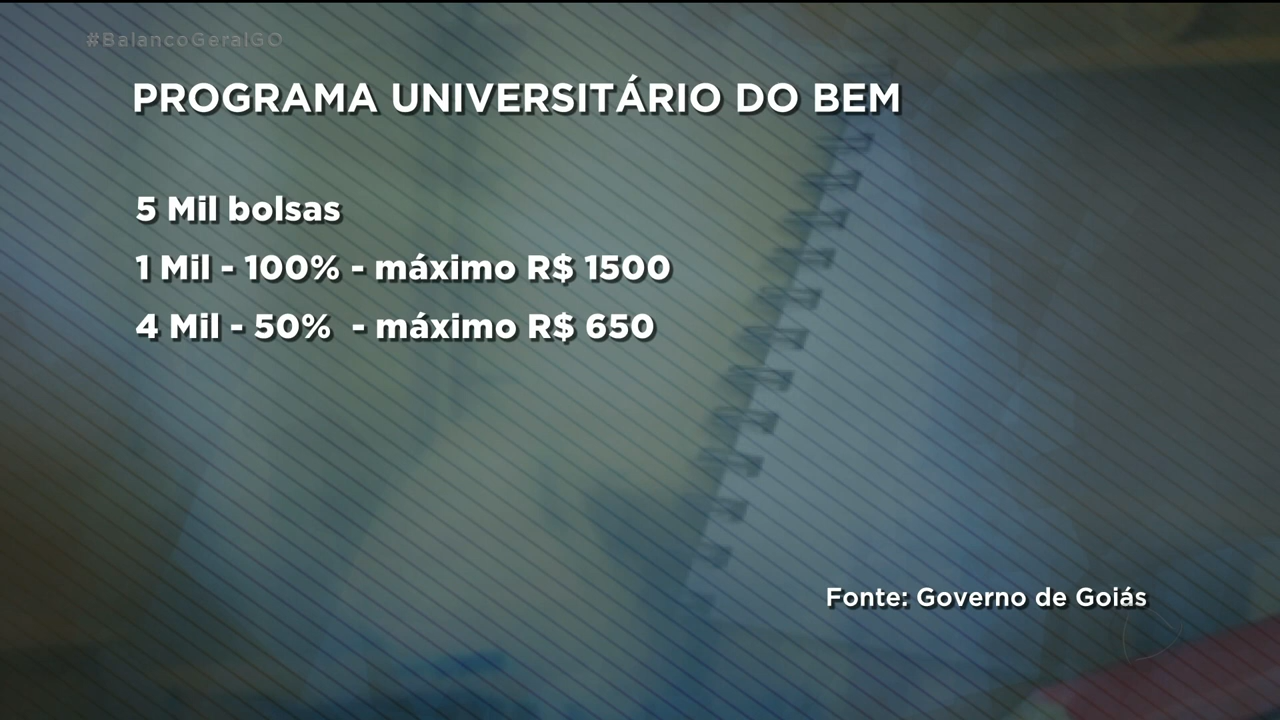 #BalancoGeralGO
PROGRAMA UNIVERSITÁRIO DO BEM
5 Mil bolsas
1 Mil - 100% - máximo R$ 1500
4 Mil - 50% - máximo R$ 650
Fonte: Governo de Goiás